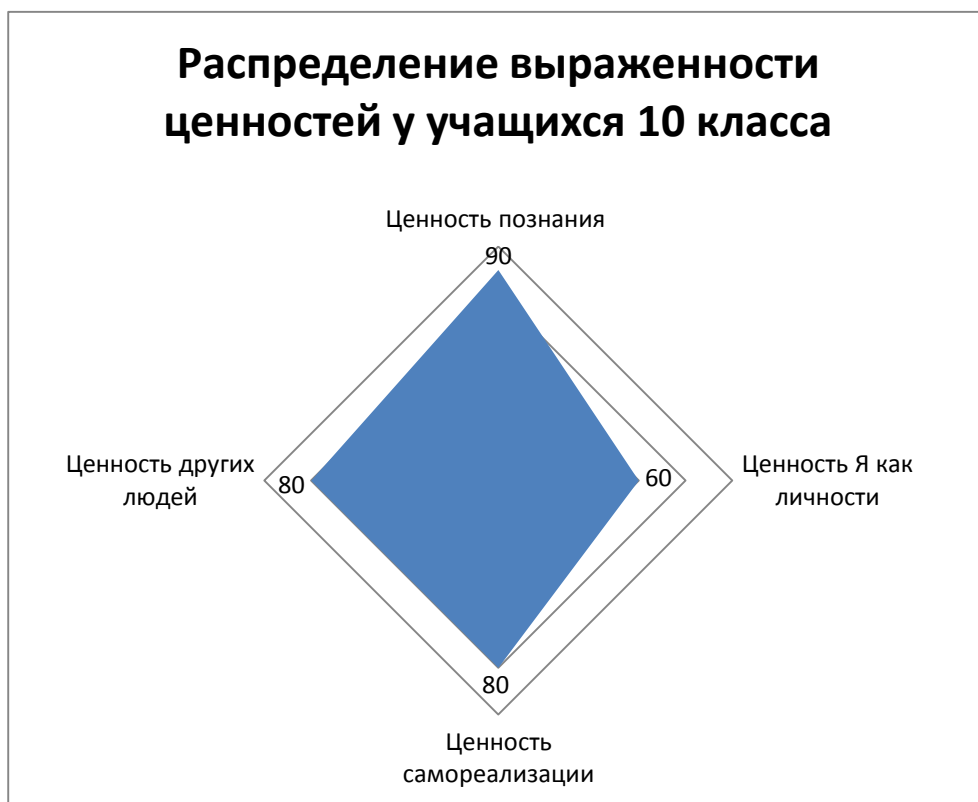 Распределение выраженности
ценностей у учащихся 10 класса
Ценность познания
90
Ценность других
людей
80
60
Ценность Я как
личности
80
Ценность
самореализации